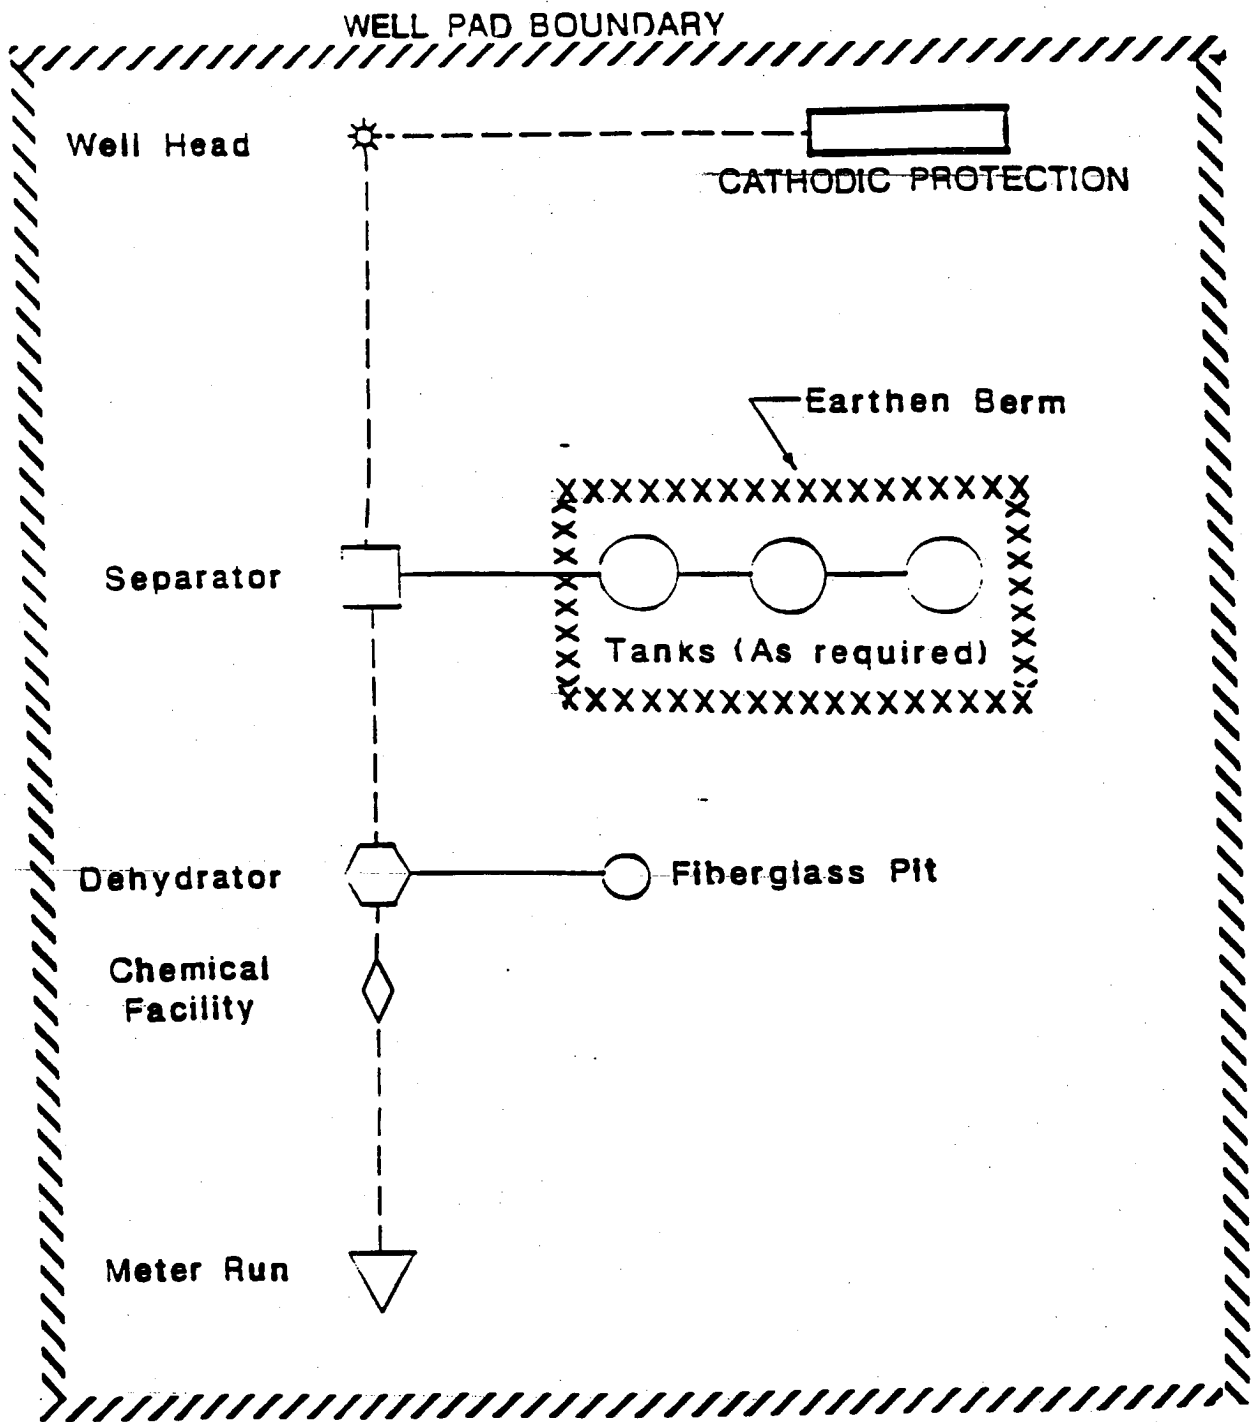 WELL PAD BOUNDARY
Well Head
CATHODIC PROTECTION
Earthen Berm
Separator
Tanks (As required)
Dehydrator
Fiberglass Pit
Chemical
Facility
Meter Run